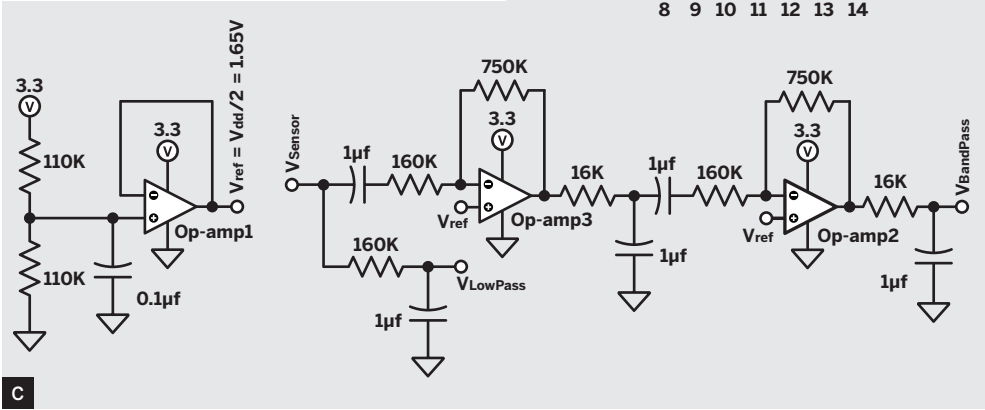 8 9 10 11 12 13 14
3.3
V
110K
110K
0.1µf
3.3
V
Op-amp1
Vref = Vdd/2 = 1.65V
VSensor
1µf
160K
750K
3.3
V
Vref
Op-amp3
160K
VLowPass
1µf
16K
1µf
1µf
160K
750K
3.3
V
Vref
Op-amp2
16K
1µf
VBandPass
C